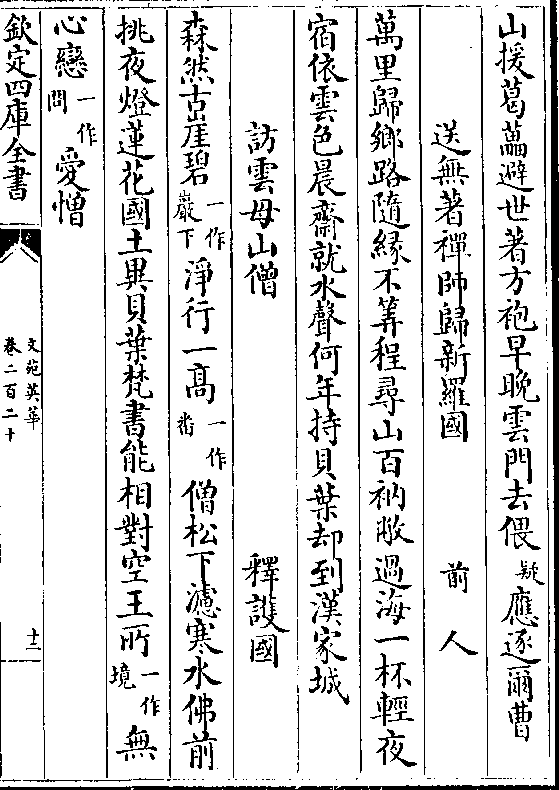 山援葛藟避世著方袍早晚雲門去偎疑應逐爾曹
送無著禪師歸新羅國 前人
萬里歸鄉路隨緣不筭程尋山百衲敝過海一杯輕夜
宿依雲色晨齋就水聲何年持貝葉却到漢家城
訪雲母山僧 釋護國
森然古崖碧一作巖下淨行一高一作耆僧松下濾寒水佛前
挑夜燈蓮花國土異貝葉梵書能相對空王所一作境無
心戀一作問愛憎
欽定四庫全書
文苑英華
卷二百二十
十二